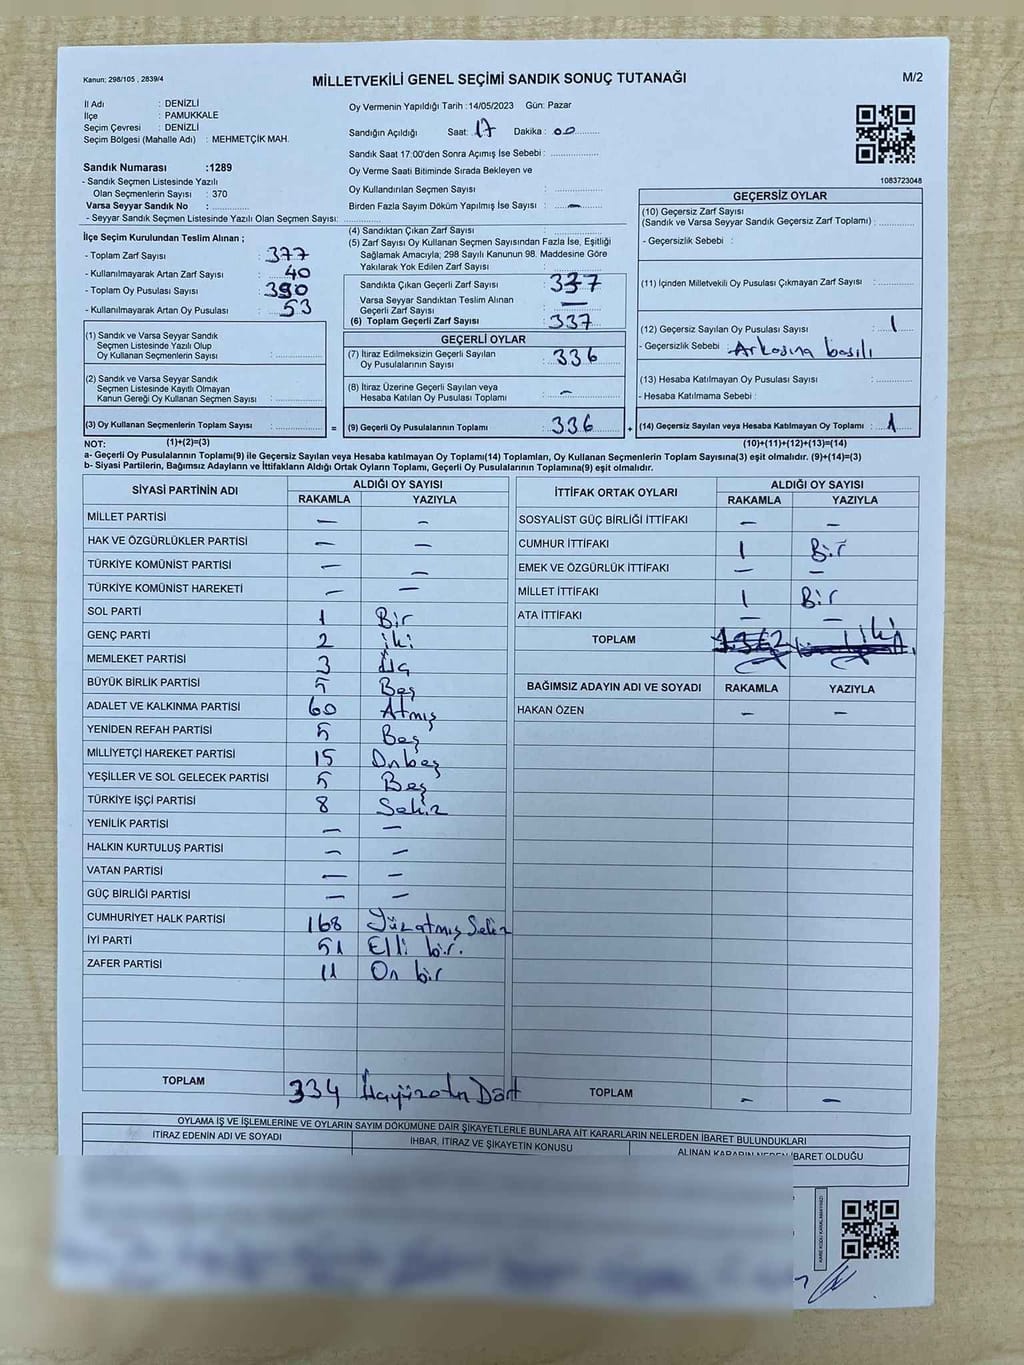 Kanun: 298/105 , 2839/4
MİLLETVEKİLİ GENEL SEÇİMİ SANDIK SONUÇ TUTANAĞI
M/2
İl Adı : DENİZLİ
İlçe : PAMUKKALE
Seçim Çevresi : DENİZLİ
Seçim Bölgesi (Mahalle Adı) : MEHMETÇİK MAH.
Sandık Numarası :1289
- Sandık Seçmen Listesinde Yazılı
Olan Seçmenlerin Sayısı : 370
Varsa Seyyar Sandık No :
- Seyyar Sandık Seçmen Listesinde Yazılı Olan Seçmen Sayısı:
Oy Vermenin Yapıldığı Tarih :14/05/2023 Gün: Pazar
Sandığın Açıldığı Saat: 17 Dakika : 00
Sandık Saat 17:00'den Sonra Açımış İse Sebebi :
Oy Verme Saati Bitiminde Sırada Bekleyen ve
Oy Kullandırılan Seçmen Sayısı :
Birden Fazla Sayım Döküm Yapılmış İse Sayısı : —
1083723048
İlçe Seçim Kurulundan Teslim Alınan ;
- Toplam Zarf Sayısı : 377
- Kullanılmayarak Artan Zarf Sayısı : 40
- Toplam Oy Pusulası Sayısı : 390
- Kullanılmayarak Artan Oy Pusulası : 53
(4) Sandıktan Çıkan Zarf Sayısı :
(5) Zarf Sayısı Oy Kullanan Seçmen Sayısından Fazla İse, Eşitliği
Sağlamak Amacıyla; 298 Sayılı Kanunun 98. Maddesine Göre
Yakılarak Yok Edilen Zarf Sayısı :
Sandıkta Çıkan Geçerli Zarf Sayısı : 337
Varsa Seyyar Sandıktan Teslim Alınan
Geçerli Zarf Sayısı : —
(6) Toplam Geçerli Zarf Sayısı : 337
GEÇERSİZ OYLAR
(10) Geçersiz Zarf Sayısı
(Sandık ve Varsa Seyyar Sandık Geçersiz Zarf Toplamı) :
- Geçersizlik Sebebi :
(11) İçinden Milletvekili Oy Pusulası Çıkmayan Zarf Sayısı :
(12) Geçersiz Sayılan Oy Pusulası Sayısı : 1
- Geçersizlik Sebebi : Arkasına basılı
(13) Hesaba Katılmayan Oy Pusulası Sayısı :
- Hesaba Katılmama Sebebi :
(14) Geçersiz Sayılan veya Hesaba Katılmayan Oy Toplamı : 1
(1) Sandık ve Varsa Seyyar Sandık
Seçmen Listesinde Yazılı Olup
Oy Kullanan Seçmenlerin Sayısı :
(2) Sandık ve Varsa Seyyar Sandık
Seçmen Listesinde Kayıtlı Olmayan
Kanun Gereği Oy Kullanan Seçmen Sayısı :
(3) Oy Kullanan Seçmenlerin Toplam Sayısı : =
GEÇERLİ OYLAR
(7) İtiraz Edilmeksizin Geçerli Sayılan
Oy Pusulalarının Sayısı : 336
(8) İtiraz Üzerine Geçerli Sayılan veya
Hesaba Katılan Oy Pusulası Toplamı : —
(9) Geçerli Oy Pusulalarının Toplamı : 336 +
NOT: (1)+(2)=(3) (10)+(11)+(12)+(13)=(14)
a- Geçerli Oy Pusulalarının Toplamı(9) ile Geçersiz Sayılan veya Hesaba katılmayan Oy Toplamı(14) Toplamları, Oy Kullanan Seçmenlerin Toplam Sayısına(3) eşit olmalıdır. (9)+(14)=(3)
b- Siyasi Partilerin, Bağımsız Adayların ve İttifakların Aldığı Ortak Oyların Toplamı, Geçerli Oy Pusulalarının Toplamına(9) eşit olmalıdır.
SİYASİ PARTİNİN ADI ALDIĞI OY SAYISI
RAKAMLA YAZIYLA
MİLLET PARTİSİ — —
HAK VE ÖZGÜRLÜKLER PARTİSİ — —
TÜRKİYE KOMÜNİST PARTİSİ — —
TÜRKİYE KOMÜNİST HAREKETİ — —
SOL PARTİ 1 Bir
GENÇ PARTİ 2 iki
MEMLEKET PARTİSİ 3 Üç
BÜYÜK BİRLİK PARTİSİ 5 Beş
ADALET VE KALKINMA PARTİSİ 60 Atmış
YENİDEN REFAH PARTİSİ 5 Beş
MİLLİYETÇİ HAREKET PARTİSİ 15 Onbeş
YEŞİLLER VE SOL GELECEK PARTİSİ 5 Beş
TÜRKİYE İŞÇİ PARTİSİ 8 Sekiz
YENİLİK PARTİSİ — —
HALKIN KURTULUŞ PARTİSİ — —
VATAN PARTİSİ — —
GÜÇ BİRLİĞİ PARTİSİ — —
CUMHURİYET HALK PARTİSİ 168 Yüzatmış Sekiz
İYİ PARTİ 51 Elli bir.
ZAFER PARTİSİ 11 On bir
TOPLAM 334
İTTİFAK ORTAK OYLARI ALDIĞI OY SAYISI
RAKAMLA YAZIYLA
SOSYALİST GÜÇ BİRLİĞİ İTTİFAKI — —
CUMHUR İTTİFAKI 1 Bir
EMEK VE ÖZGÜRLÜK İTTİFAKI — —
MİLLET İTTİFAKI 1 Bir
ATA İTTİFAKI — —
TOPLAM 2 iki
BAĞIMSIZ ADAYIN ADI VE SOYADI RAKAMLA YAZIYLA
HAKAN ÖZEN — —
TOPLAM — —
OYLAMA İŞ VE İŞLEMLERİNE VE OYLARIN SAYIM DÖKÜMÜNE DAİR ŞİKAYETLERLE BUNLARA AİT KARARLARIN NELERDEN İBARET BULUNDUKLARI
İTİRAZ EDENİN ADI VE SOYADI İHBAR, İTİRAZ VE ŞİKAYETİN KONUSU ALINAN KARARIN NEDEN İBARET OLDUĞU